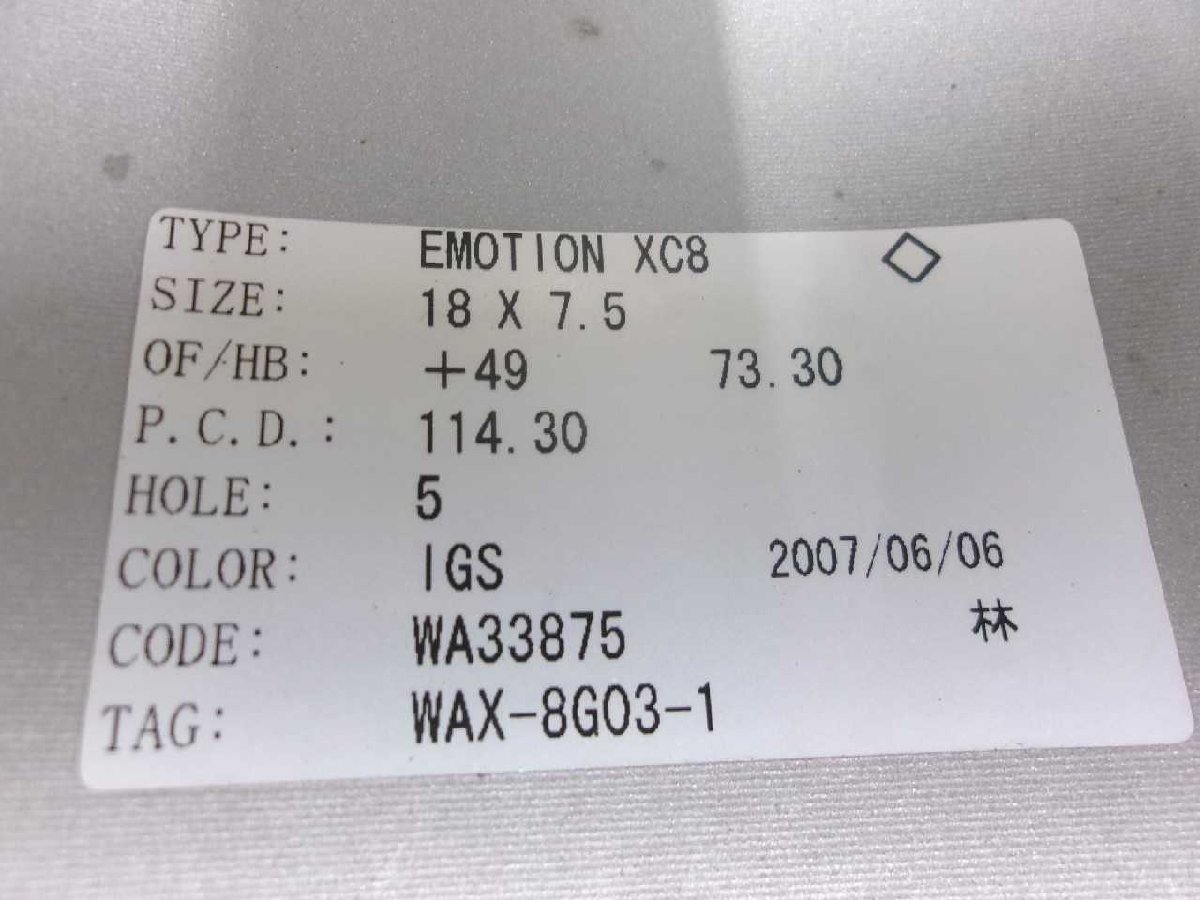 TYPE: EMOTION XC8 ◇
SIZE: 18 X 7.5
OF/HB: +49 73.30
P.C.D.: 114.30
HOLE: 5
COLOR: IGS 2007/06/06
CODE: WA33875 林
TAG: WAX-8G03-1